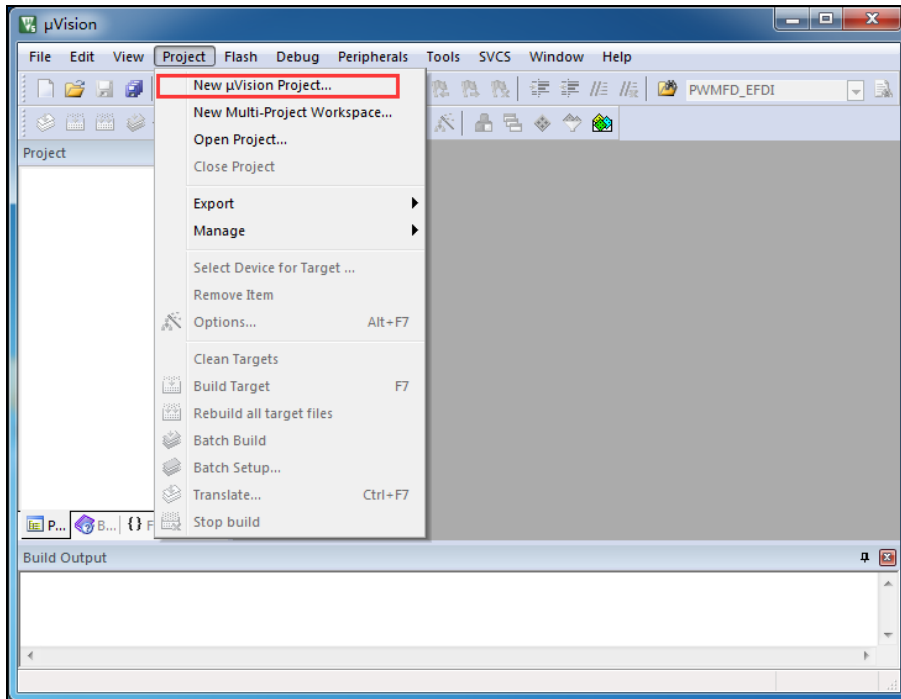 µVision
File Edit View Project Flash Debug Peripherals Tools SVCS Window Help
New µVision Project...
PWMFD_EFDI
New Multi-Project Workspace...
Open Project...
Project
Close Project
Export
Manage
Select Device for Target ...
Remove Item
Options... Alt+F7
Clean Targets
Build Target F7
Rebuild all target files
Batch Build
Batch Setup...
Translate... Ctrl+F7
Stop build
P... B... {} F
Build Output